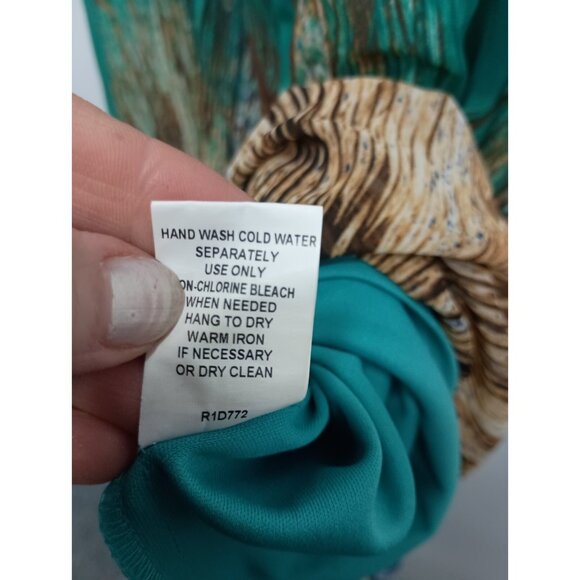 HAND WASH COLD WATER
SEPARATELY
USE ONLY
ON-CHLORINE BLEACH
WHEN NEEDED
HANG TO DRY
WARM IRON
IF NECESSARY
OR DRY CLEAN
R1D772